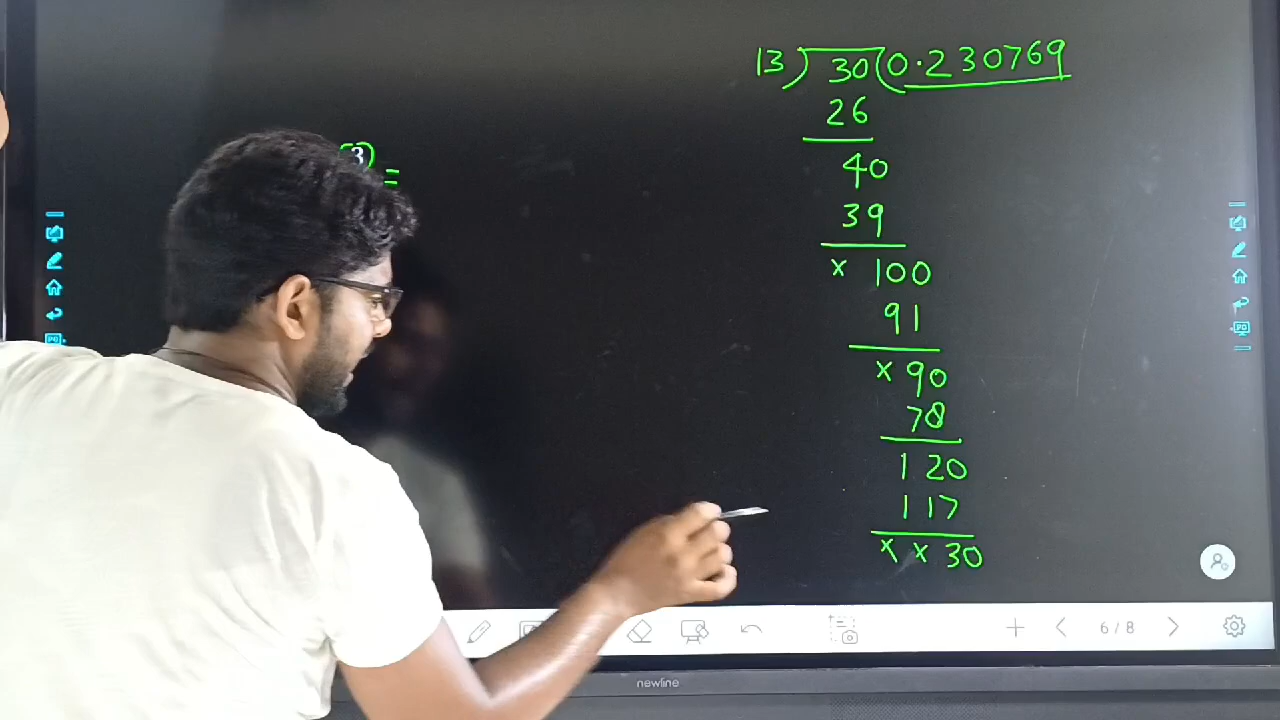 13 ) 30 ( 0.230769
26
40
(3) =
39
x 100
91
x 90
78
120
117
x x 30
6 / 8
newline